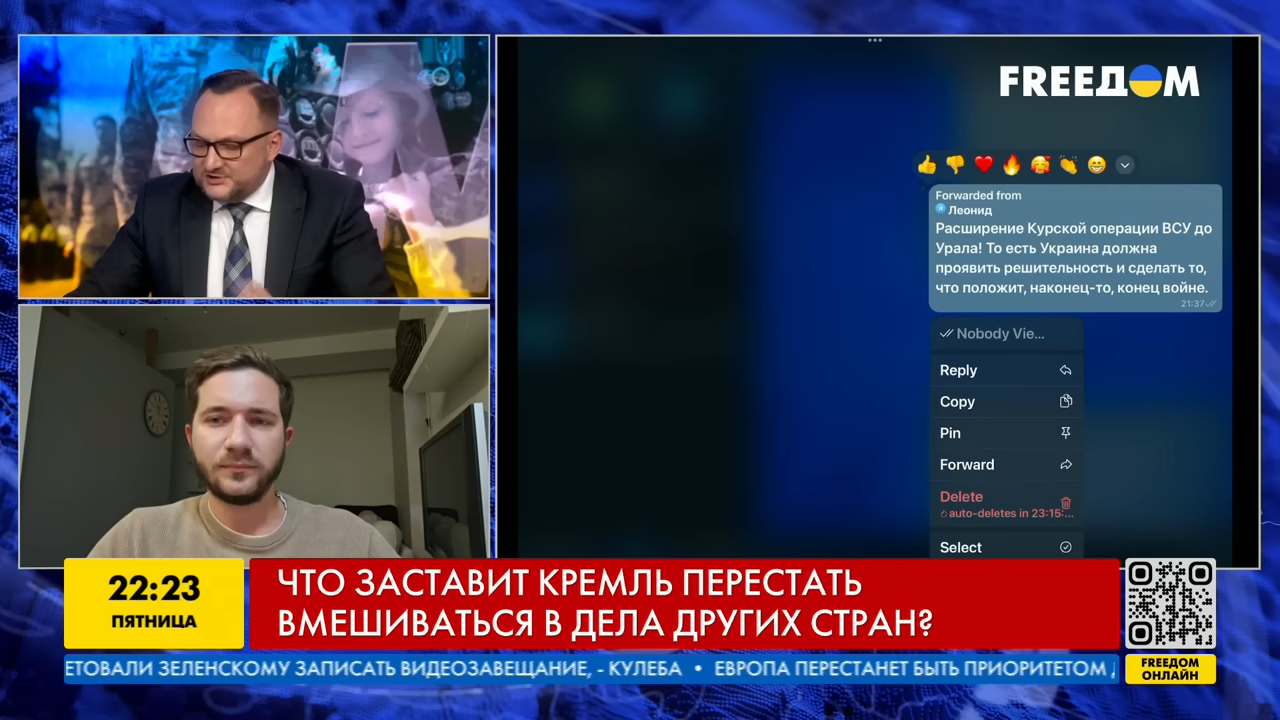 FREEДOM
Forwarded from
Леонид
Расширение Курской операции ВСУ до
Урала! То есть Украина должна
проявить решительность и сделать то,
что положит, наконец-то, конец войне.
21:37
Nobody Vie...
Reply
Copy
Pin
Forward
Delete
auto-deletes in 23:15:...
Select
22:23
ПЯТНИЦА
ЧТО ЗАСТАВИТ КРЕМЛЬ ПЕРЕСТАТЬ
ВМЕШИВАТЬСЯ В ДЕЛА ДРУГИХ СТРАН?
ЕТОВАЛИ ЗЕЛЕНСКОМУ ЗАПИСАТЬ ВИДЕОЗАВЕЩАНИЕ, - КУЛЕБА • ЕВРОПА ПЕРЕСТАНЕТ БЫТЬ ПРИОРИТЕТОМ
FREEDOM
ОНЛАЙН